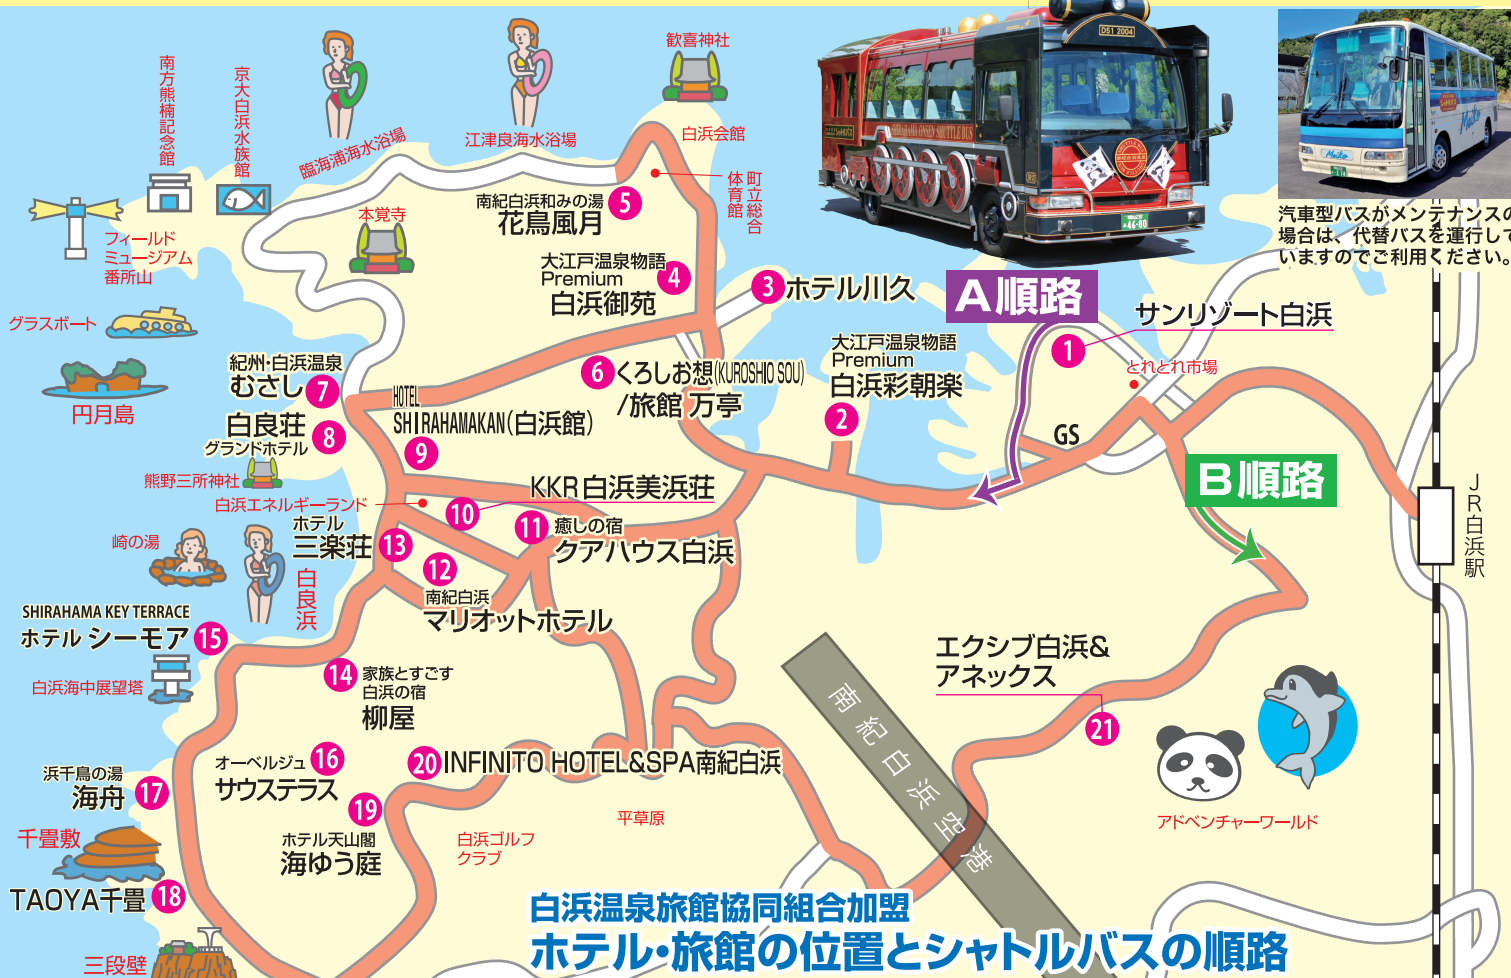 南方熊楠記念館
京大白浜水族館
臨海浦海水浴場
江津良海水浴場
歓喜神社
白浜会館
町立総合
体育館
D51 2004
SHIRAHAMA ONSEN SHUTTLE BUS
46-80
Meiko
Meiko
汽車型バスがメンテナンスの
場合は、代替バスを運行して
いますのでご利用ください。
フィールド
ミュージアム
番所山
本覚寺
南紀白浜和みの湯
花鳥風月
5
大江戸温泉物語
Premium
白浜御苑
4
3
ホテル川久
A順路
サンリゾート白浜
1
とれとれ市場
グラスボート
円月島
紀州・白浜温泉
むさし
7
白良荘
グランドホテル
8
HOTEL
SHIRAHAMAKAN(白浜館)
9
6
くろしお想(KUROSHIO SOU)
/旅館 万亭
大江戸温泉物語
Premium
白浜彩朝楽
2
GS
B順路
JR白浜駅
熊野三所神社
白浜エネルギーランド
KKR白浜美浜荘
10
11
癒しの宿
クアハウス白浜
ホテル
三楽荘
13
12
南紀白浜
マリオットホテル
崎の湯
白良浜
SHIRAHAMA KEY TERRACE
ホテル シーモア
15
白浜海中展望塔
14
家族とすごす
白浜の宿
柳屋
エクシブ白浜&
アネックス
21
南紀白浜空港
アドベンチャーワールド
オーベルジュ
サウステラス
16
20
INFINITO HOTEL&SPA南紀白浜
浜千鳥の湯
海舟
17
19
ホテル天山閣
海ゆう庭
白浜ゴルフ
クラブ
平草原
千畳敷
TAOYA千畳
18
三段壁
白浜温泉旅館協同組合加盟
ホテル・旅館の位置とシャトルバスの順路